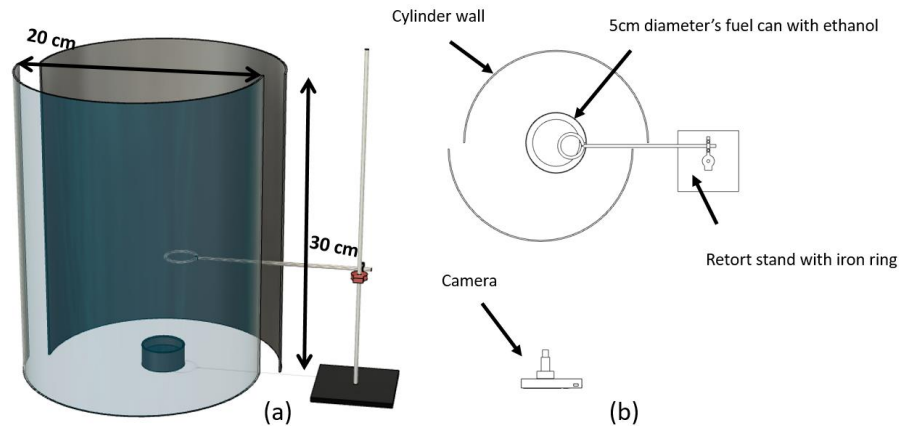 20 cm
30 cm
(a)
Cylinder wall
5cm diameter’s fuel can with ethanol
Retort stand with iron ring
Camera
(b)